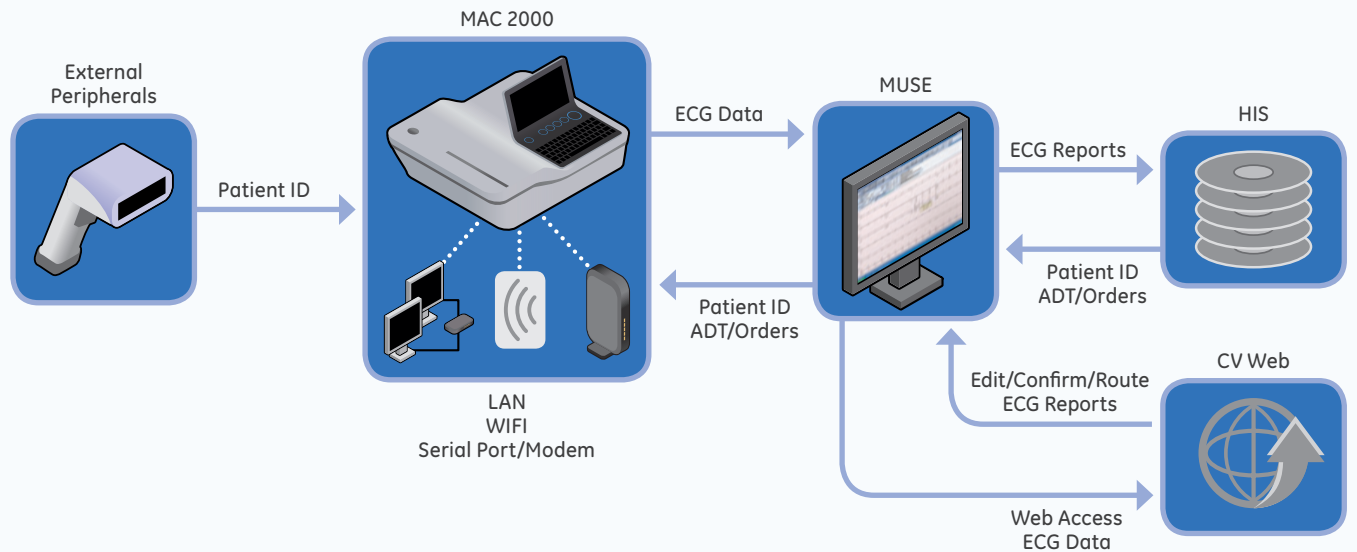 MAC 2000
External
Peripherals
MUSE
HIS
ECG Data
ECG Reports
Patient ID
Patient ID
ADT/Orders
Patient ID
ADT/Orders
CV Web
Edit/Confirm/Route
ECG Reports
LAN
WIFI
Serial Port/Modem
Web Access
ECG Data